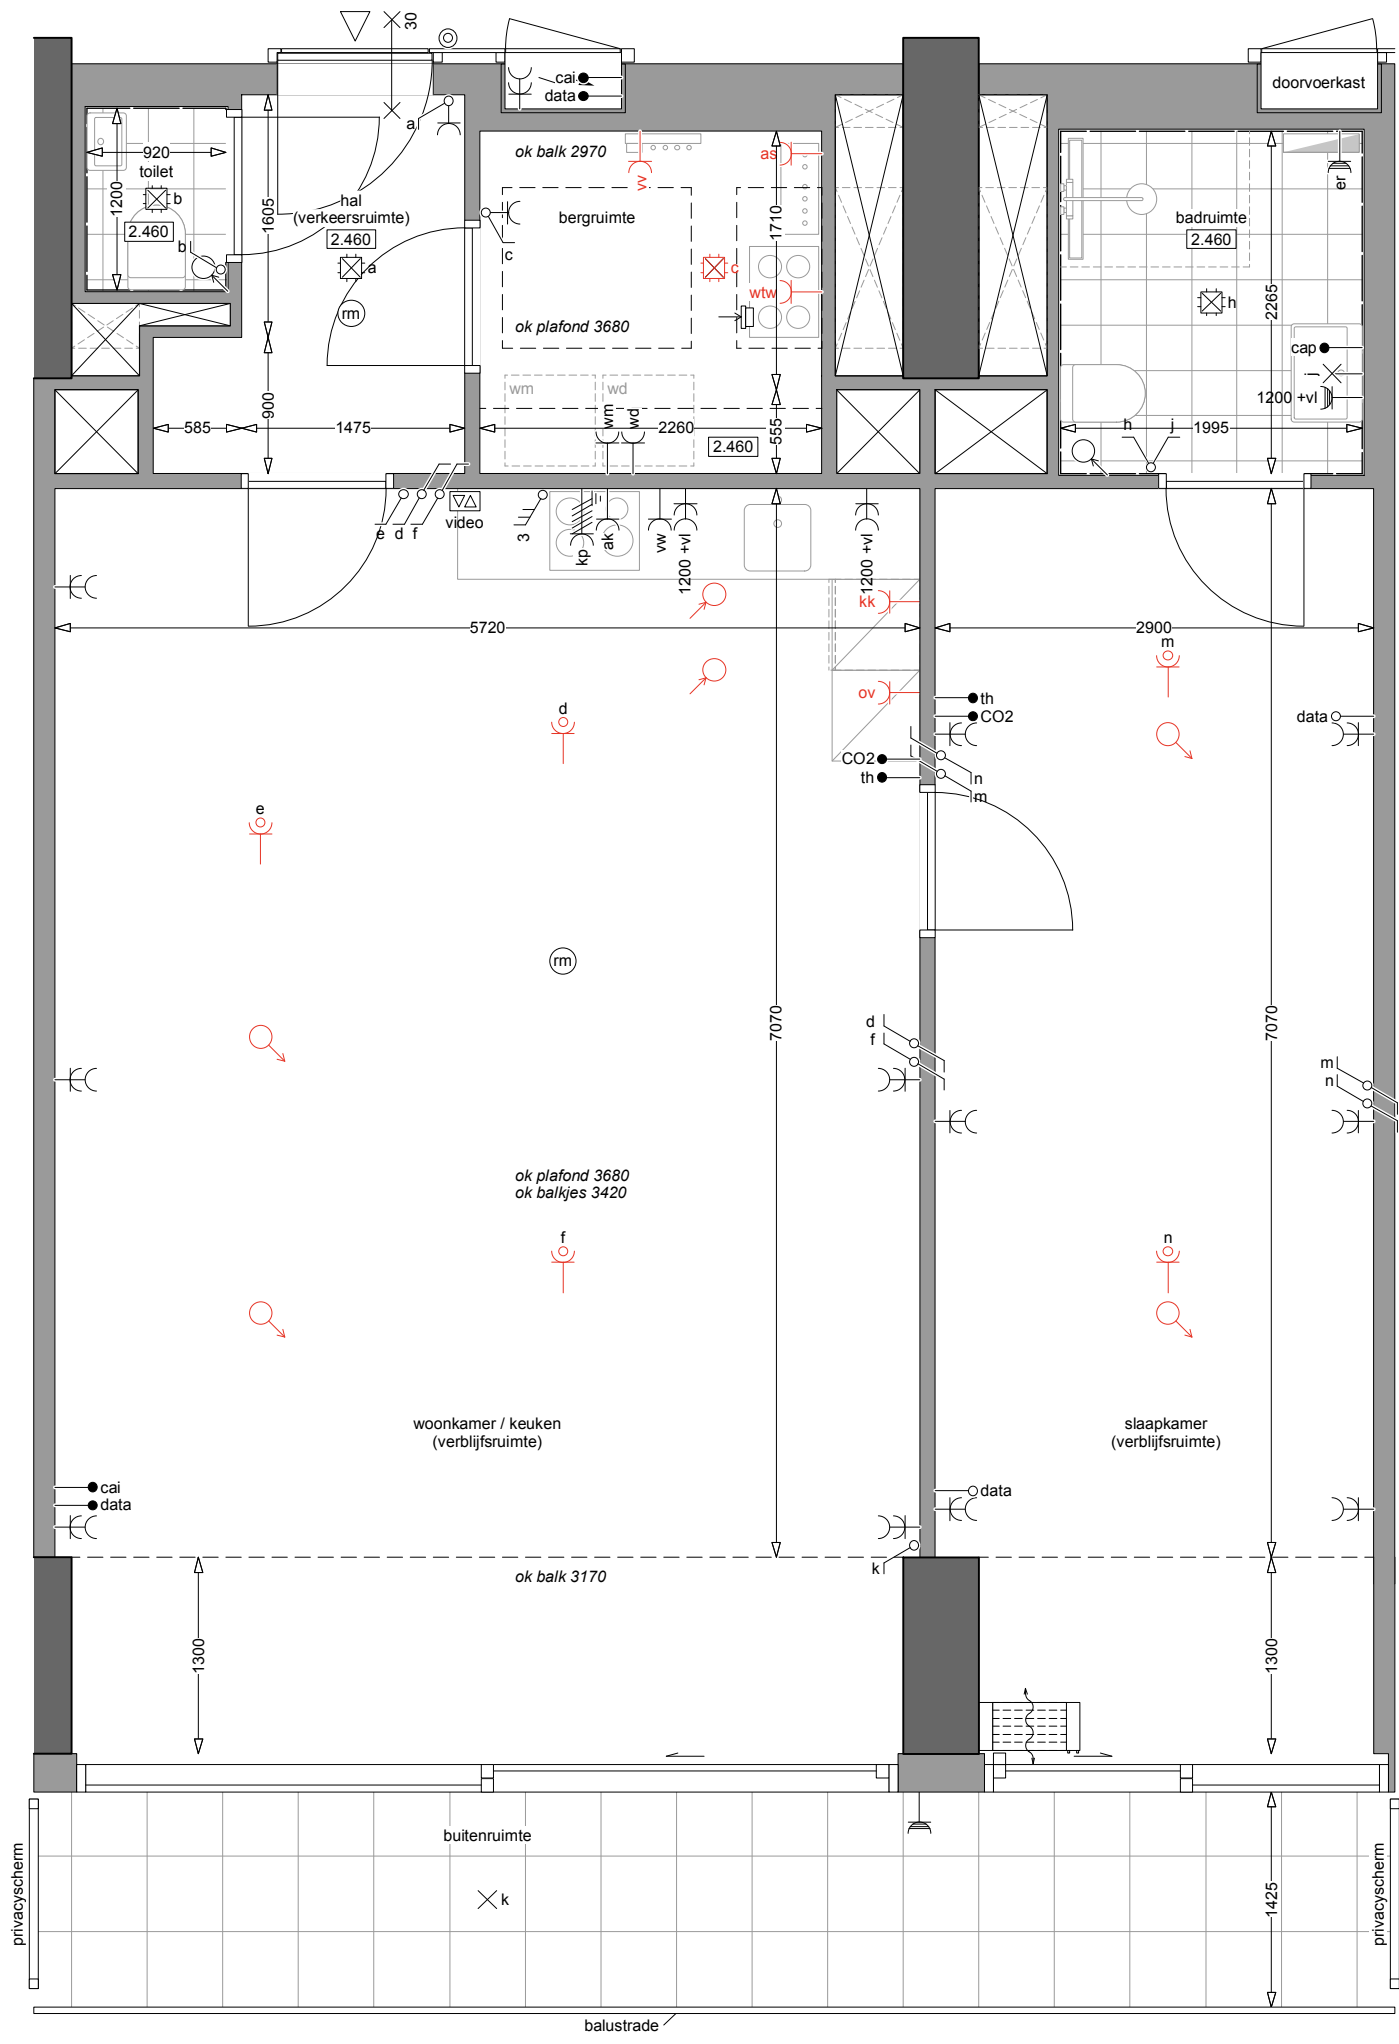 30
cai
data
doorvoerkast
a
920
toilet
1200
b
2.460
b
1605
hal
(verkeersruimte)
2.460
a
rm
ok balk 2970
vv
as
1710
bergruimte
c
c
wtw
ok plafond 3680
er
badruimte
2.460
2265
h
cap
j
1200 +vl
900
585
1475
wm
wd
wm
wd
2260
2.460
555
h
j
1995
e
d
f
video
3
kp
ak
vw
1200 +vl
1200 +vl
kk
5720
2900
m
ov
d
th
CO2
data
CO2
th
n
m
e
rm
7070
7070
d
f
m
n
ok plafond 3680
ok balkjes 3420
f
n
woonkamer / keuken
(verblijfsruimte)
slaapkamer
(verblijfsruimte)
cai
data
data
k
ok balk 3170
1300
1300
buitenruimte
k
1425
privacyscherm
privacyscherm
balustrade